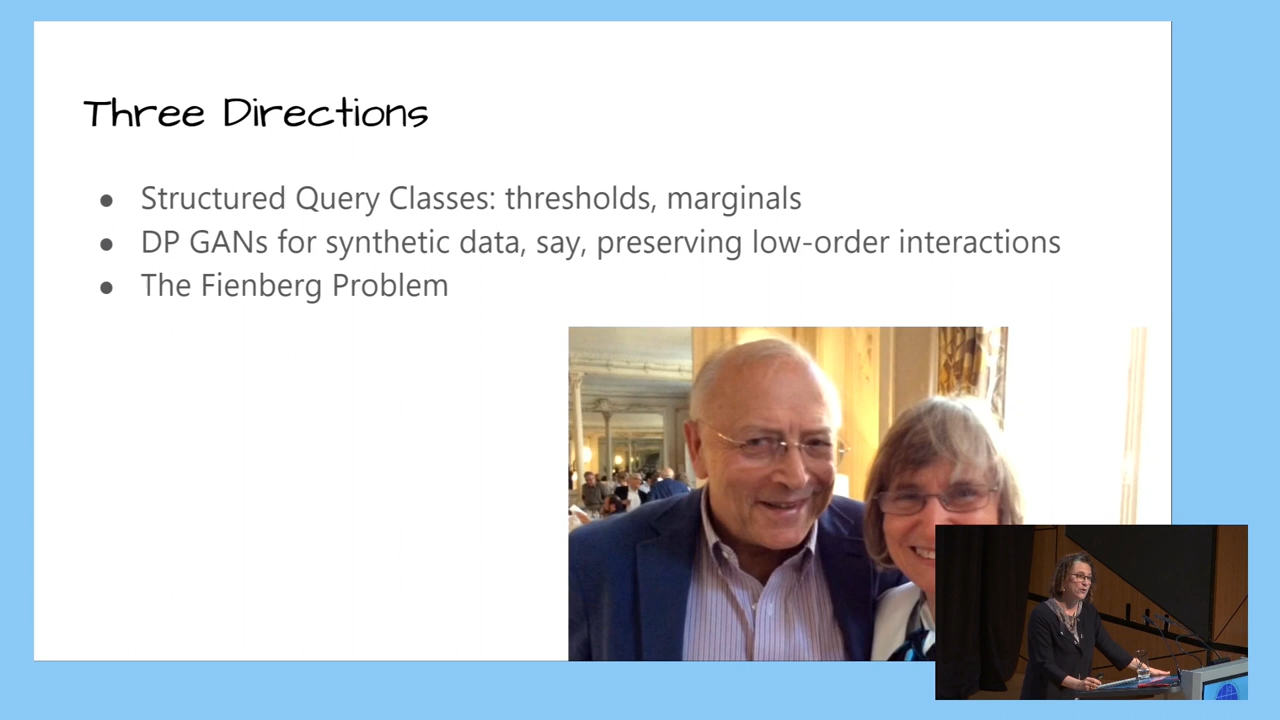 Three Directions
● Structured Query Classes: thresholds, marginals
● DP GANs for synthetic data, say, preserving low-order interactions
● The Fienberg Problem